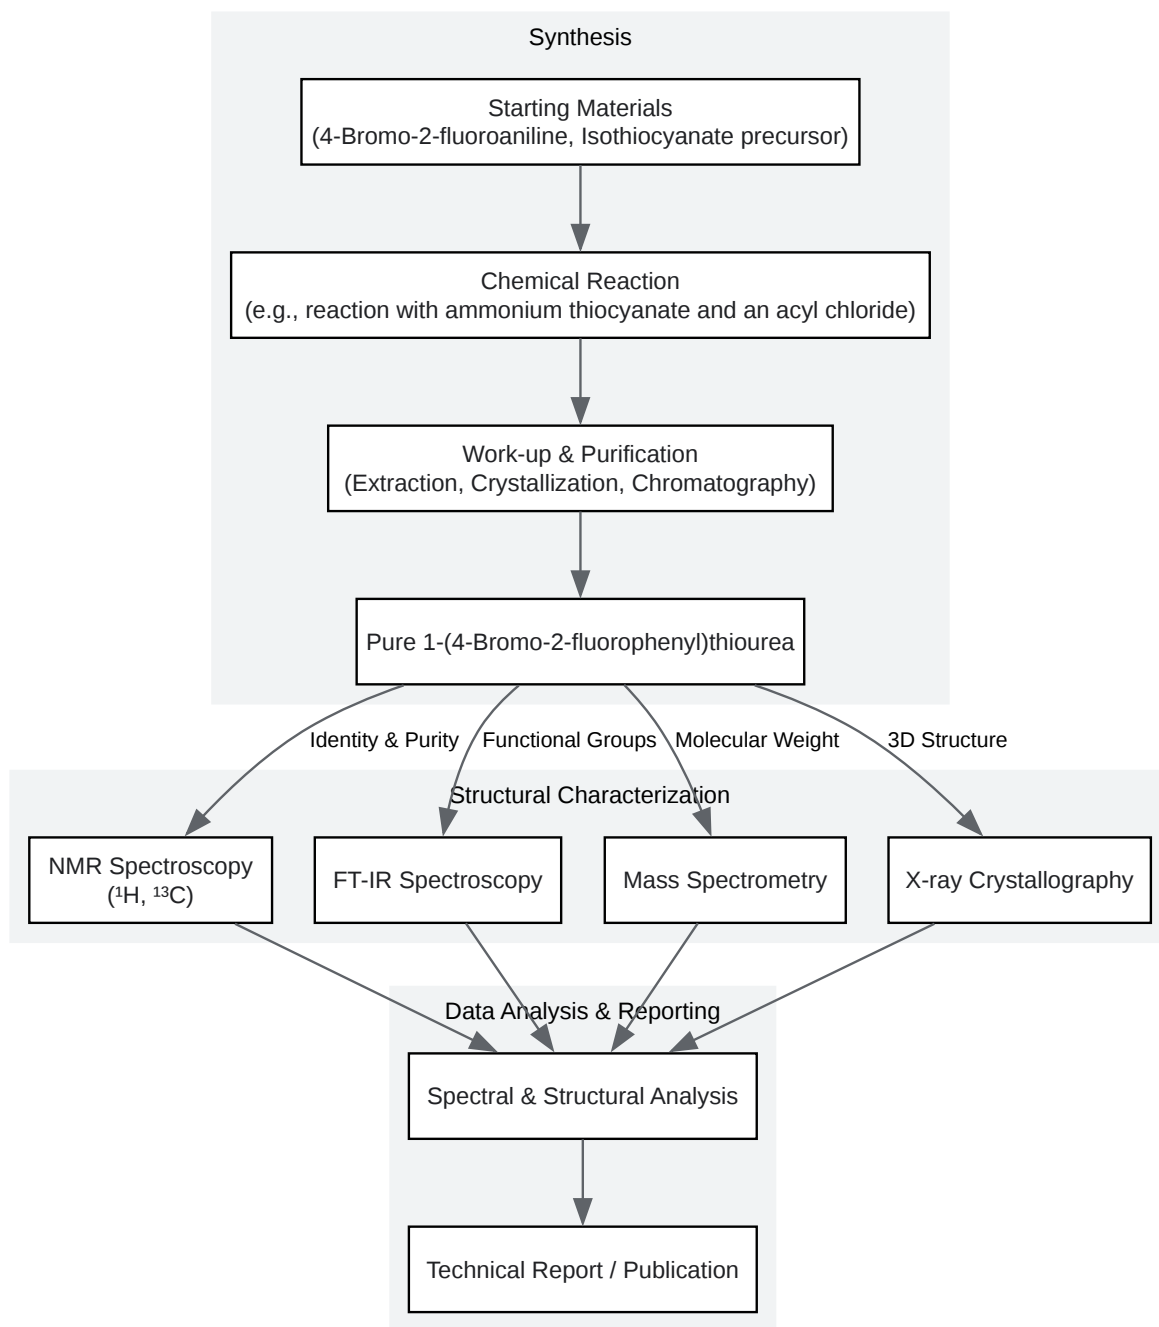 Synthesis
Starting Materials
(4-Bromo-2-fluoroaniline, Isothiocyanate precursor)
Chemical Reaction
(e.g., reaction with ammonium thiocyanate and an acyl chloride)
Work-up & Purification
(Extraction, Crystallization, Chromatography)
Pure 1-(4-Bromo-2-fluorophenyl)thiourea
Identity & Purity
Functional Groups
Molecular Weight
3D Structure
Structural Characterization
NMR Spectroscopy
(¹H, ¹³C)
FT-IR Spectroscopy
Mass Spectrometry
X-ray Crystallography
Data Analysis & Reporting
Spectral & Structural Analysis
Technical Report / Publication